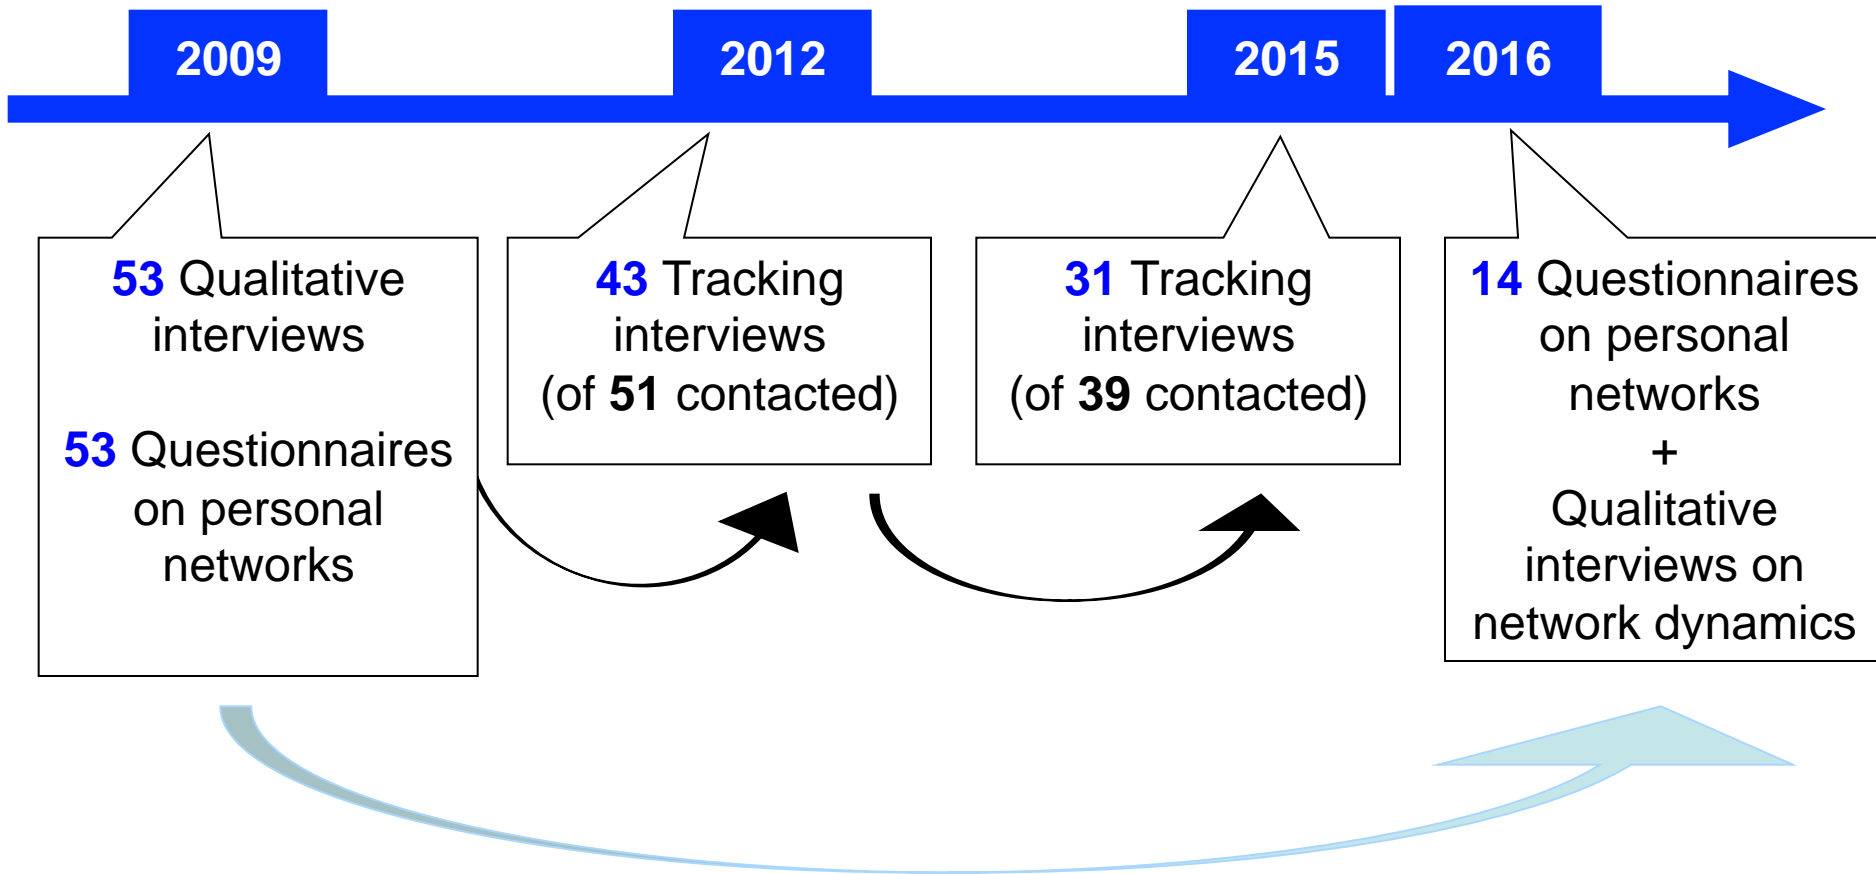 2009
2012
2015
2016
53 Qualitative
interviews
53 Questionnaires
on personal
networks
43 Tracking
interviews
(of 51 contacted)
31 Tracking
interviews
(of 39 contacted)
14 Questionnaires
on personal
networks
+
Qualitative
interviews on
network dynamics